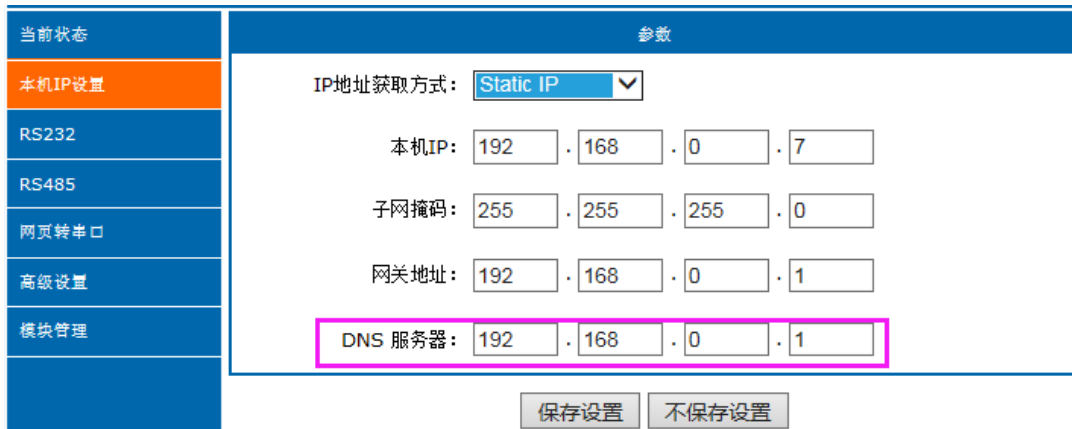 当前状态
本机IP设置
RS232
RS485
网页转串口
高级设置
模块管理
参数
IP地址获取方式： Static IP
本机IP： 192 . 168 . 0 . 7
子网掩码： 255 . 255 . 255 . 0
网关地址： 192 . 168 . 0 . 1
DNS 服务器： 192 . 168 . 0 . 1
保存设置 不保存设置